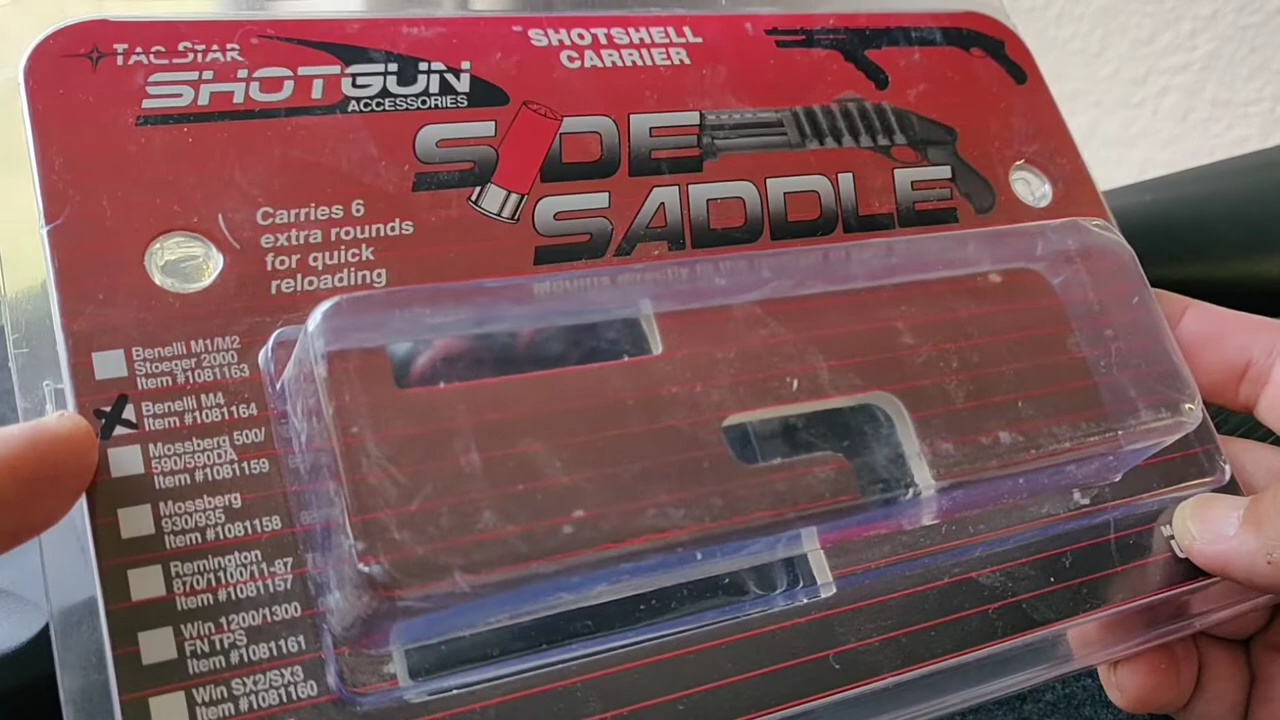 TACSTAR
SHOTGUN
ACCESSORIES
SHOTSHELL
CARRIER
SIDE
SADDLE
Carries 6
extra rounds
for quick
reloading
Benelli M1/M2
Stoeger 2000
Item #1081163
Benelli M4
Item #1081164
Mossberg 500/
590/590DA
Item #1081159
Mossberg
930/935
Item #1081158
Remington
870/1100/11-87
Item #1081157
Win 1200/1300
FN TPS
Item #1081161
Win SX2/SX3
Item #1081160